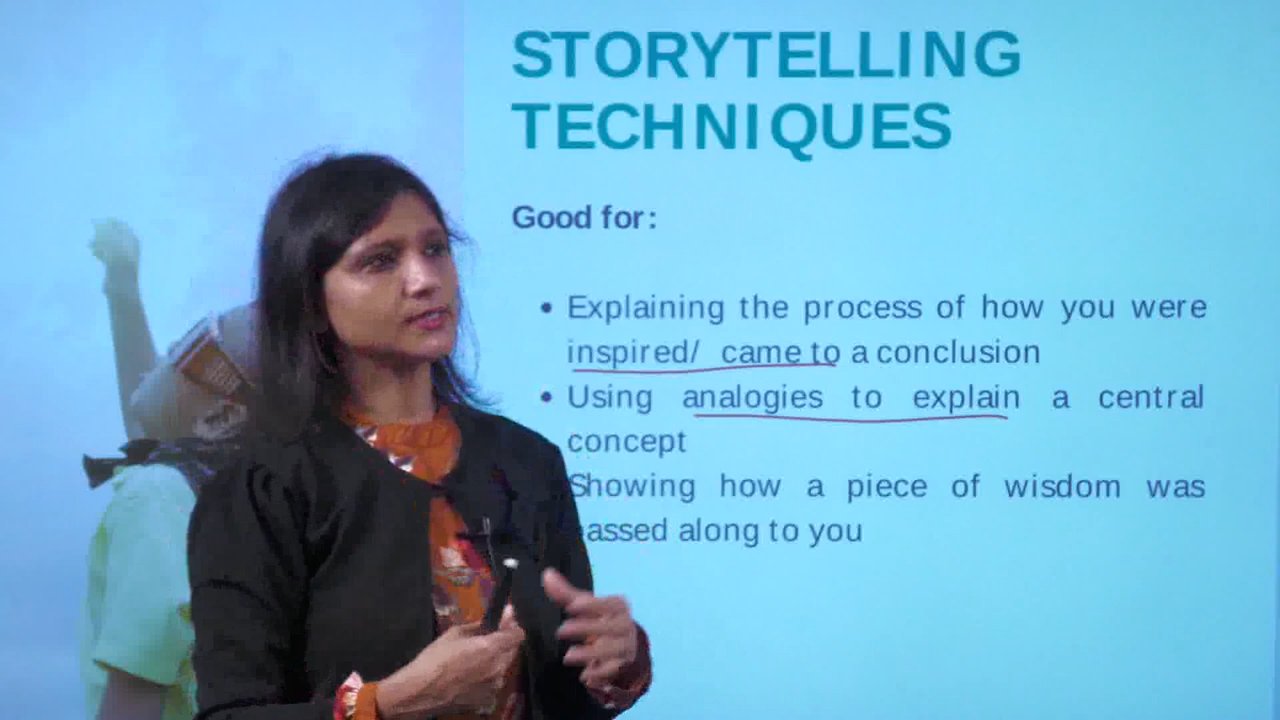 STORYTELLING
TECHNIQUES
Good for:
• Explaining the process of how you were
inspired/ came to a conclusion
• Using analogies to explain a central
concept
Showing how a piece of wisdom was
along to you